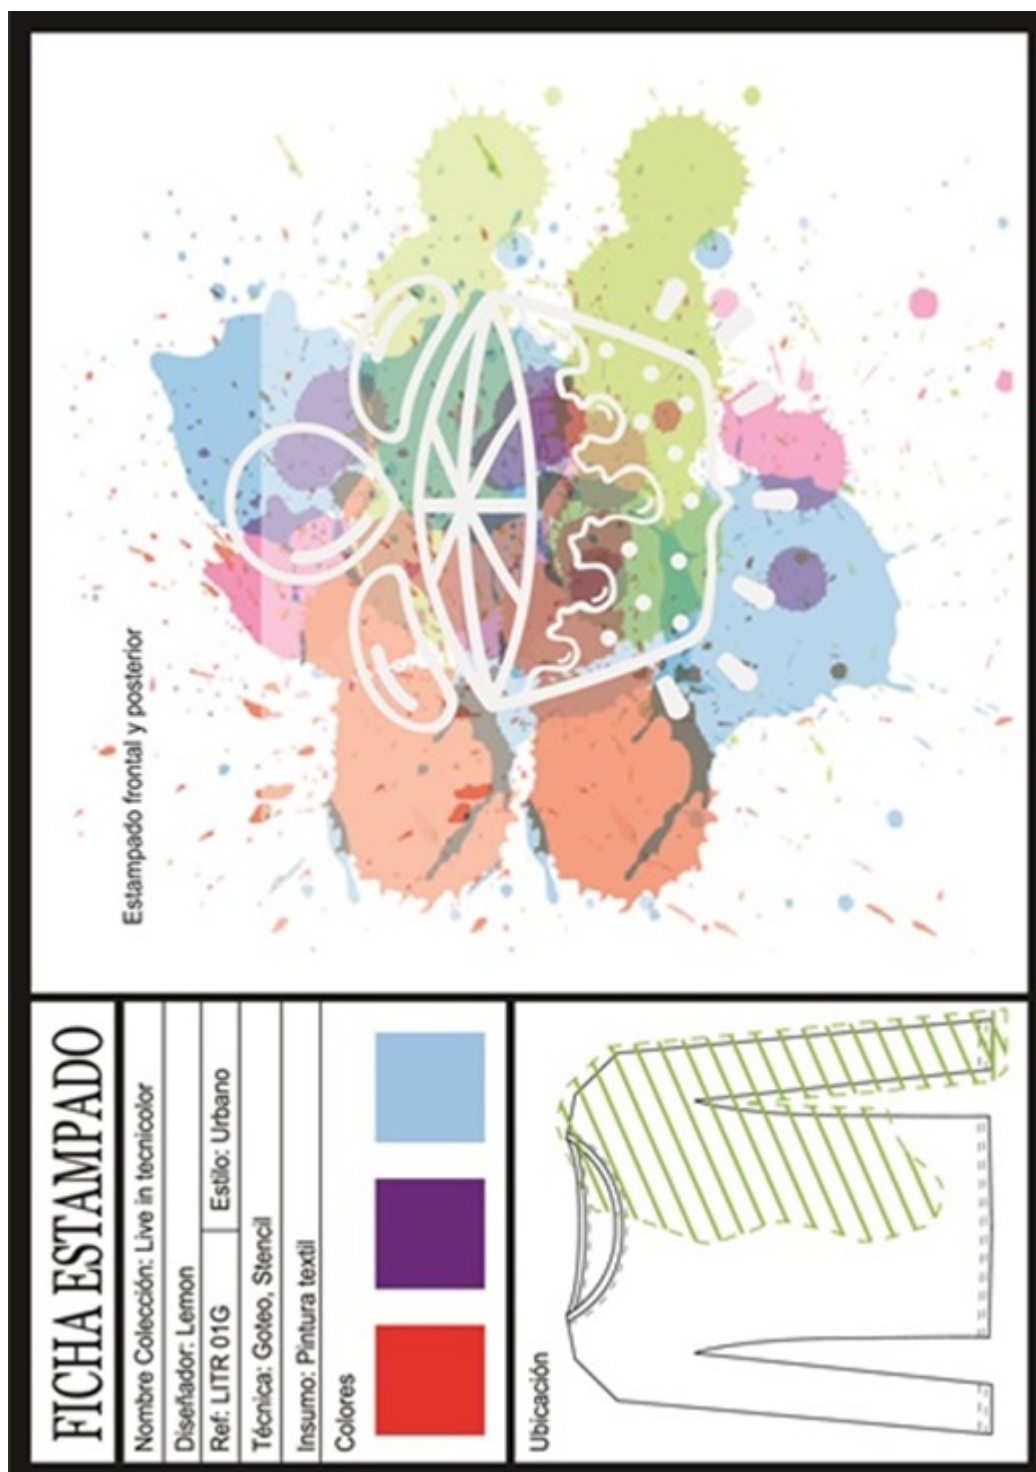 FICHA ESTAMPADO
Nombre Colección: Live in tecnicolor
Diseñador: Lemon
Ref: LITR 01G
Estilo: Urbano
Técnica: Goteo, Stencil
Insumo: Pintura textil
Colores
Ubicación
Estampado frontal y posterior